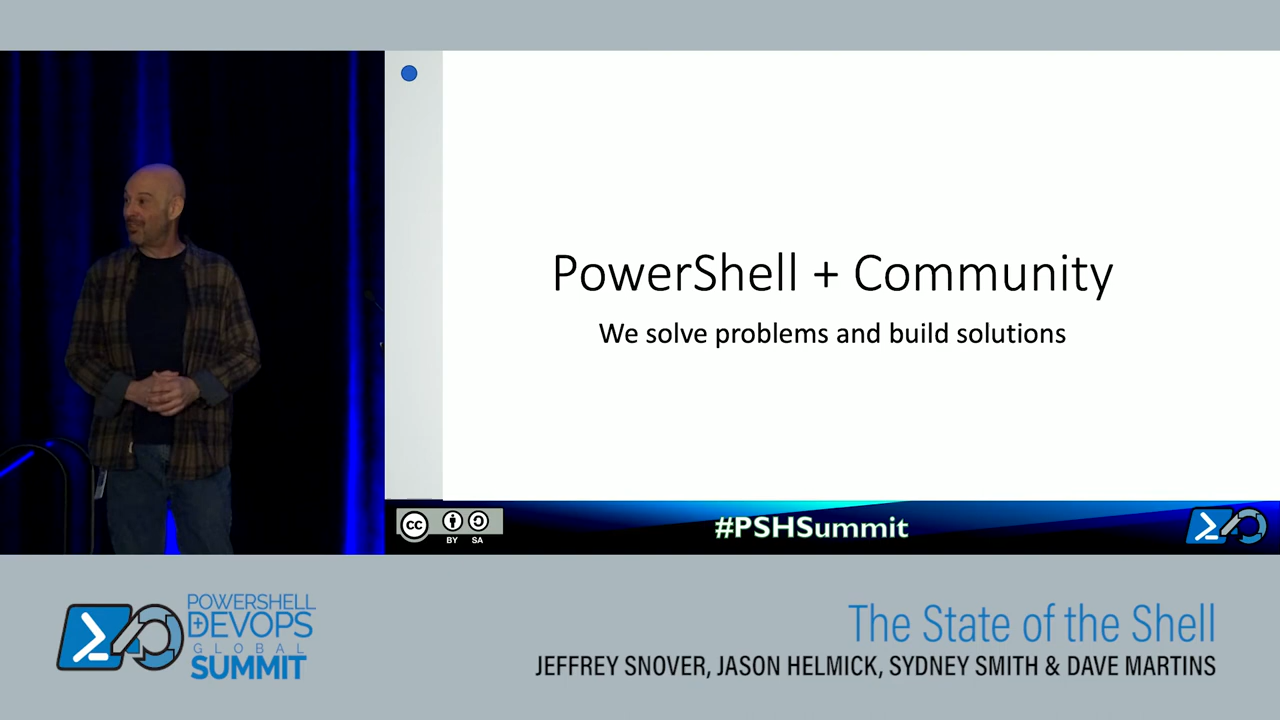 PowerShell + Community
We solve problems and build solutions
cc
BY SA
#PSHSummit
POWERSHELL
+DEVOPS
GLOBAL
SUMMIT
The State of the Shell
JEFFREY SNOVER, JASON HELMICK, SYDNEY SMITH & DAVE MARTINS